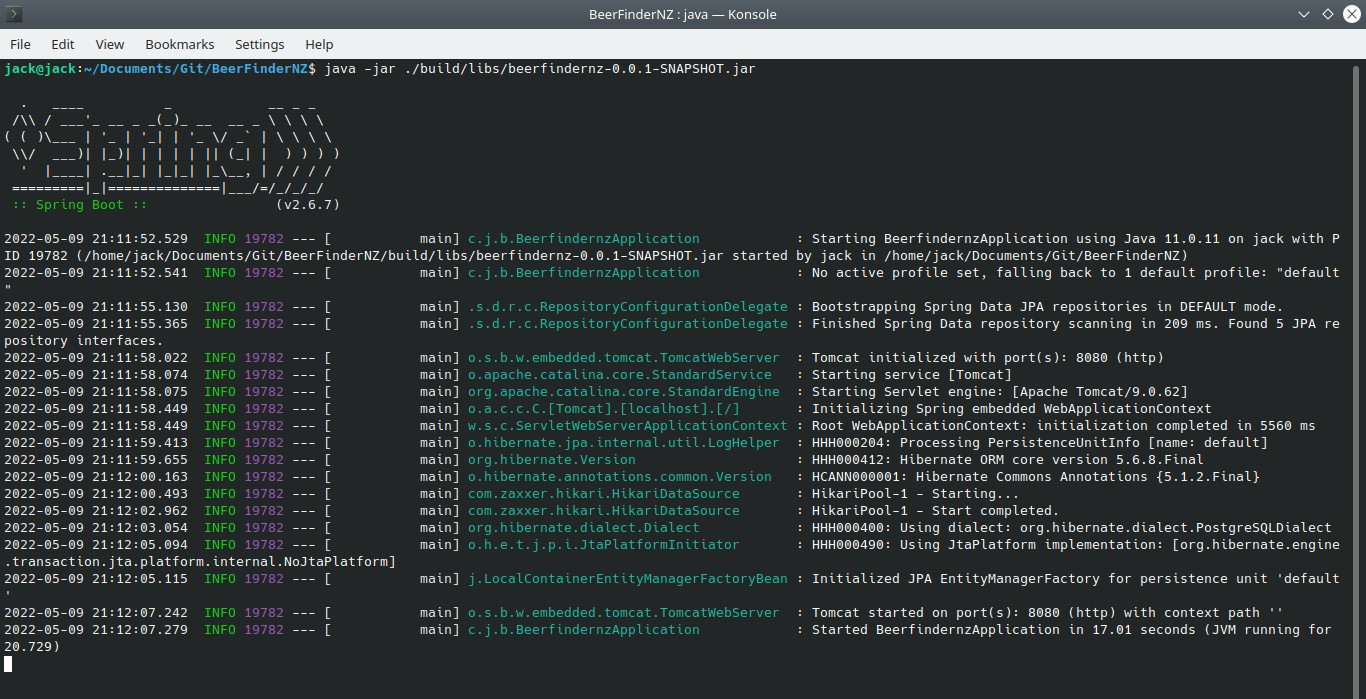 BeerFinderNZ : java — Konsole
File Edit View Bookmarks Settings Help
jack@jack:~/Documents/Git/BeerFinderNZ$ java -jar ./build/libs/beerfindernz-0.0.1-SNAPSHOT.jar
  .   ____          _            __ _ _
 /\\ / ___'_ __ _ _(_)_ __  __ _ \ \ \ \
( ( )\___ | '_ | '_| | '_ \/ _` | \ \ \ \
 \\/  ___)| |_)| | | | | || (_| |  ) ) ) )
  '  |____| .__|_| |_|_| |_\__, | / / / /
 =========|_|==============|___/=/_/_/_/
 :: Spring Boot ::                (v2.6.7)
2022-05-09 21:11:52.529  INFO 19782 --- [           main] c.j.b.BeerfindernzApplication            : Starting BeerfindernzApplication using Java 11.0.11 on jack with P
ID 19782 (/home/jack/Documents/Git/BeerFinderNZ/build/libs/beerfindernz-0.0.1-SNAPSHOT.jar started by jack in /home/jack/Documents/Git/BeerFinderNZ)
2022-05-09 21:11:52.541  INFO 19782 --- [           main] c.j.b.BeerfindernzApplication            : No active profile set, falling back to 1 default profile: "default
"
2022-05-09 21:11:55.130  INFO 19782 --- [           main] .s.d.r.c.RepositoryConfigurationDelegate : Bootstrapping Spring Data JPA repositories in DEFAULT mode.
2022-05-09 21:11:55.365  INFO 19782 --- [           main] .s.d.r.c.RepositoryConfigurationDelegate : Finished Spring Data repository scanning in 209 ms. Found 5 JPA re
pository interfaces.
2022-05-09 21:11:58.022  INFO 19782 --- [           main] o.s.b.w.embedded.tomcat.TomcatWebServer  : Tomcat initialized with port(s): 8080 (http)
2022-05-09 21:11:58.074  INFO 19782 --- [           main] o.apache.catalina.core.StandardService   : Starting service [Tomcat]
2022-05-09 21:11:58.075  INFO 19782 --- [           main] org.apache.catalina.core.StandardEngine  : Starting Servlet engine: [Apache Tomcat/9.0.62]
2022-05-09 21:11:58.449  INFO 19782 --- [           main] o.a.c.c.C.[Tomcat].[localhost].[/]       : Initializing Spring embedded WebApplicationContext
2022-05-09 21:11:58.449  INFO 19782 --- [           main] w.s.c.ServletWebServerApplicationContext : Root WebApplicationContext: initialization completed in 5560 ms
2022-05-09 21:11:59.413  INFO 19782 --- [           main] o.hibernate.jpa.internal.util.LogHelper  : HHH000204: Processing PersistenceUnitInfo [name: default]
2022-05-09 21:11:59.655  INFO 19782 --- [           main] org.hibernate.Version                    : HHH000412: Hibernate ORM core version 5.6.8.Final
2022-05-09 21:12:00.163  INFO 19782 --- [           main] o.hibernate.annotations.common.Version   : HCANN000001: Hibernate Commons Annotations {5.1.2.Final}
2022-05-09 21:12:00.493  INFO 19782 --- [           main] com.zaxxer.hikari.HikariDataSource       : HikariPool-1 - Starting...
2022-05-09 21:12:02.962  INFO 19782 --- [           main] com.zaxxer.hikari.HikariDataSource       : HikariPool-1 - Start completed.
2022-05-09 21:12:03.054  INFO 19782 --- [           main] org.hibernate.dialect.Dialect            : HHH000400: Using dialect: org.hibernate.dialect.PostgreSQLDialect
2022-05-09 21:12:05.094  INFO 19782 --- [           main] o.h.e.t.j.p.i.JtaPlatformInitiator       : HHH000490: Using JtaPlatform implementation: [org.hibernate.engine
.transaction.jta.platform.internal.NoJtaPlatform]
2022-05-09 21:12:05.115  INFO 19782 --- [           main] j.LocalContainerEntityManagerFactoryBean : Initialized JPA EntityManagerFactory for persistence unit 'default
'
2022-05-09 21:12:07.242  INFO 19782 --- [           main] o.s.b.w.embedded.tomcat.TomcatWebServer  : Tomcat started on port(s): 8080 (http) with context path ''
2022-05-09 21:12:07.279  INFO 19782 --- [           main] c.j.b.BeerfindernzApplication            : Started BeerfindernzApplication in 17.01 seconds (JVM running for
20.729)